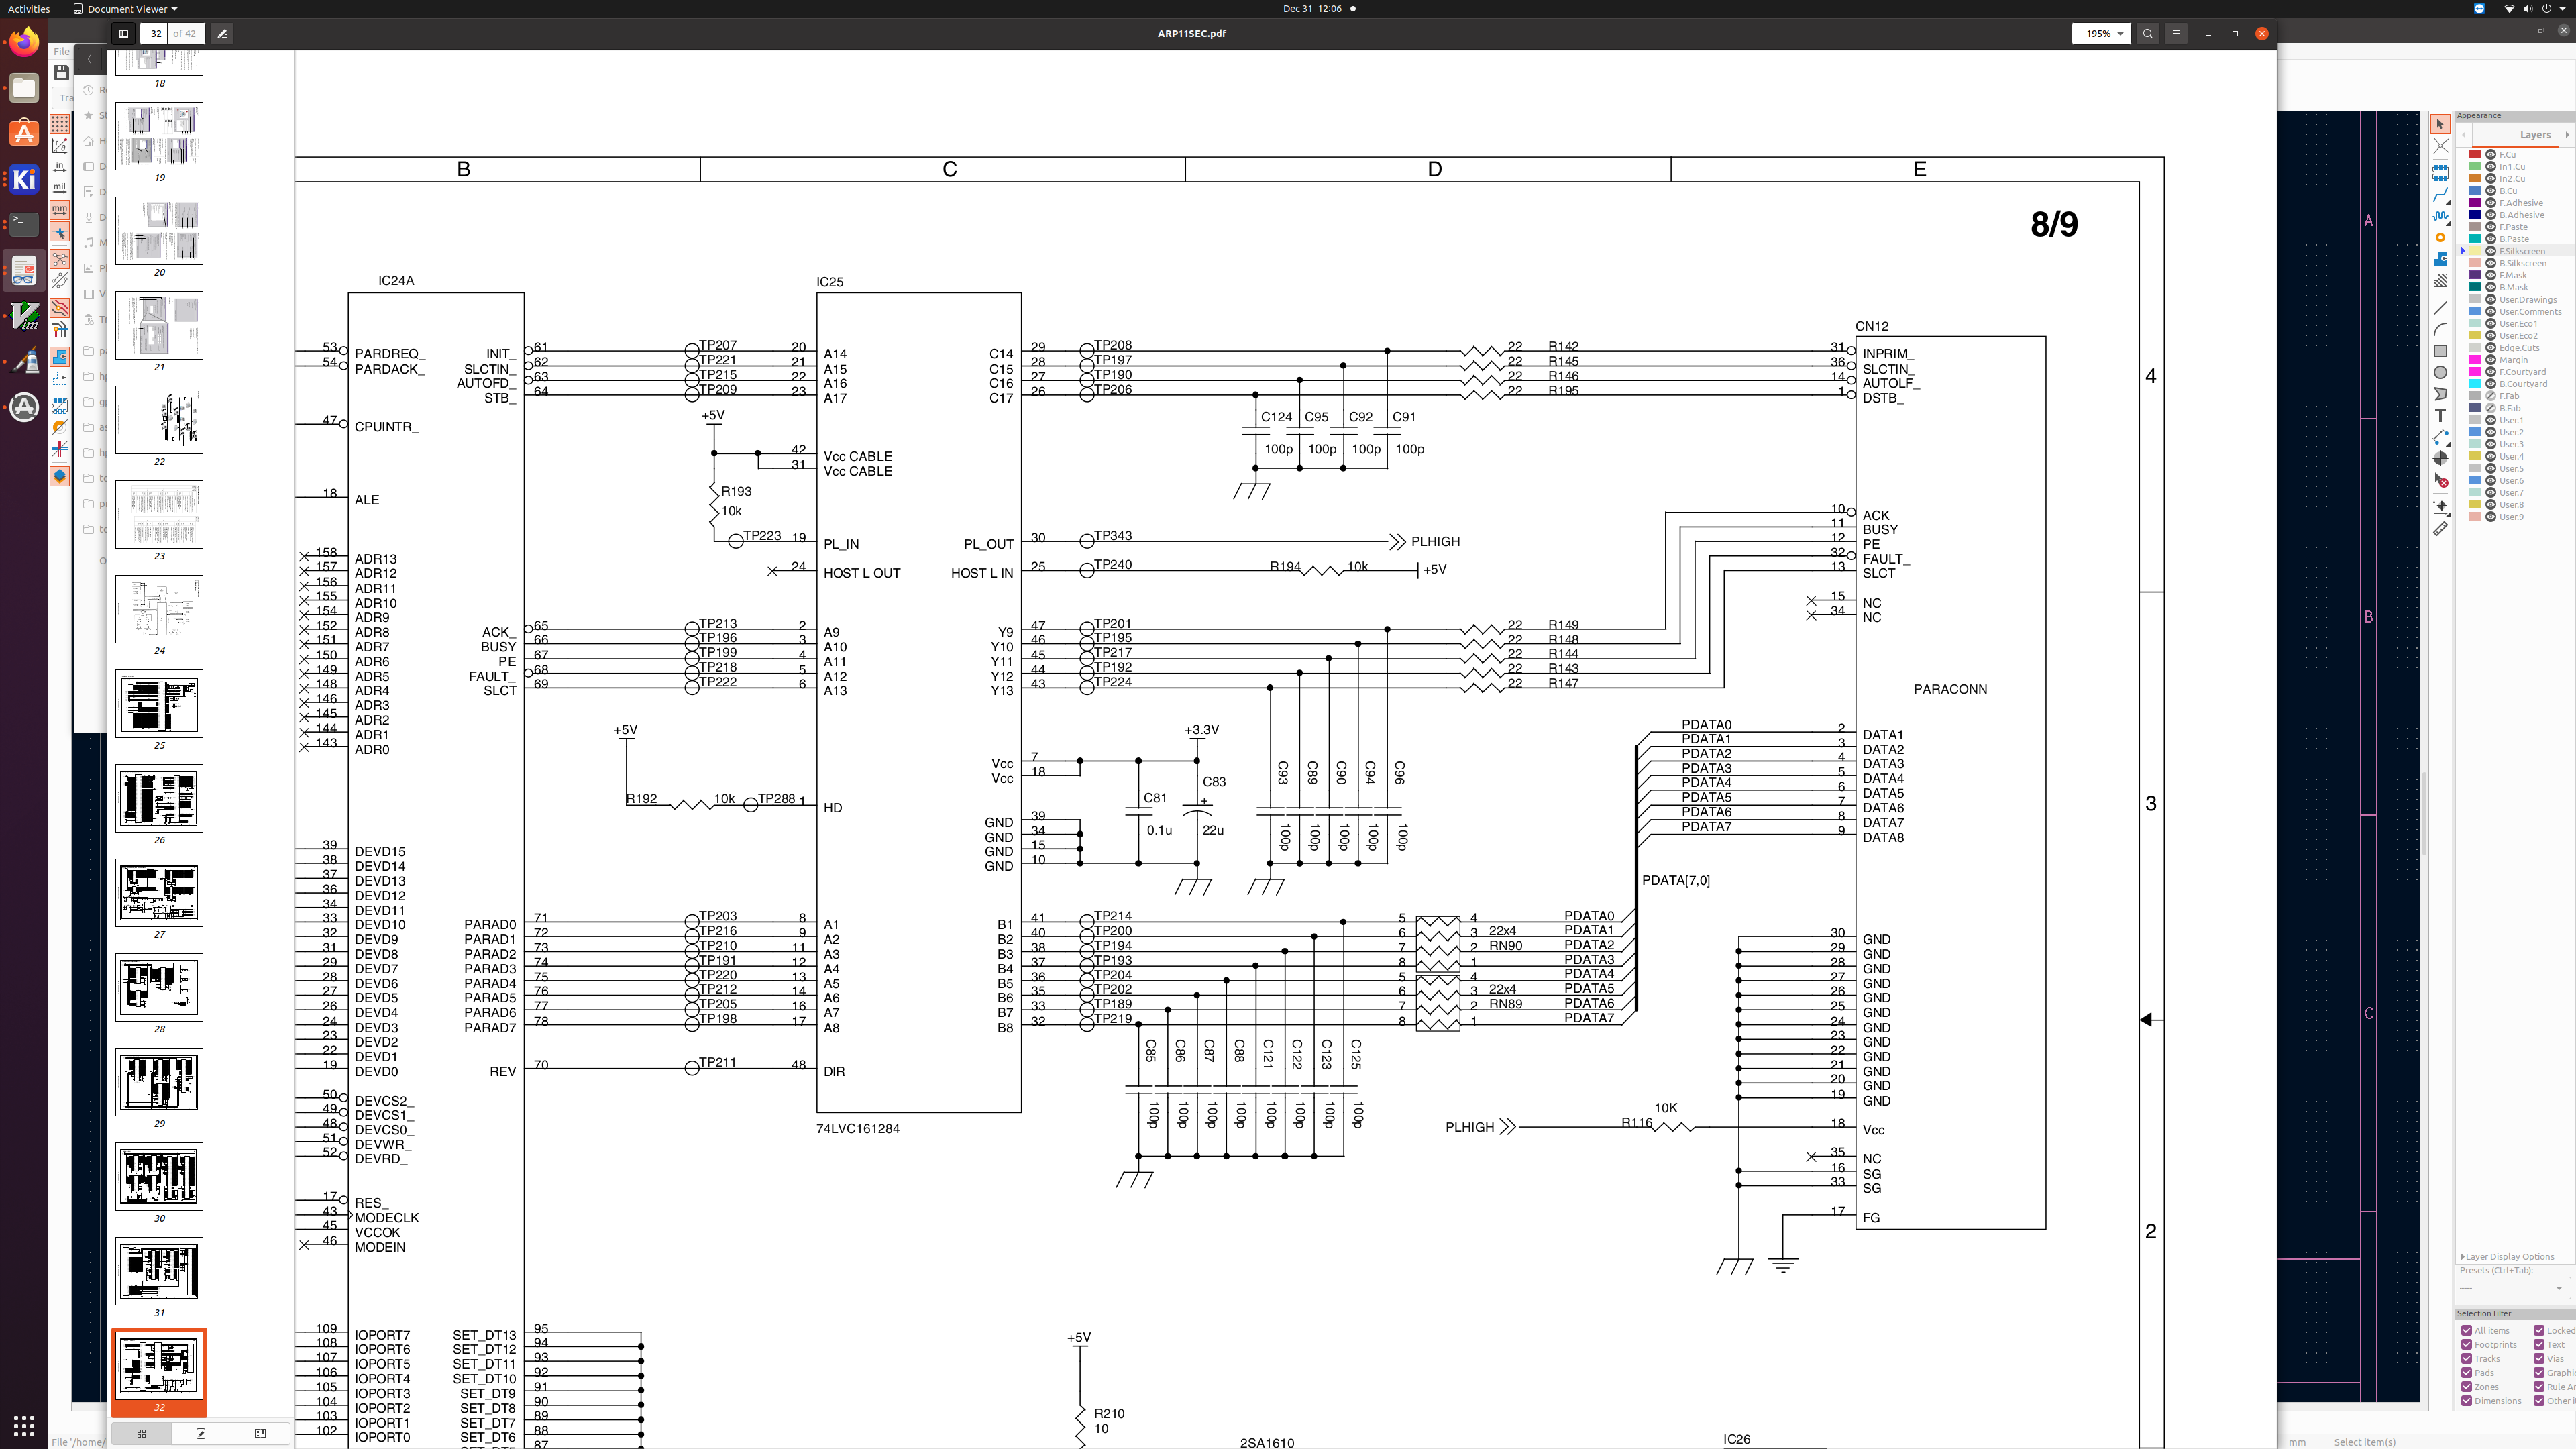 Activities Document Viewer Dec 31 12:06
32 of 42 ARP11SEC.pdf 195%
File
Tra
in
mil
mm
18
19
20
21
22
23
24
25
26
27
28
29
30
31
32
B C D E
8/9
4
3
2
IC24A
53 PARDREQ_
54 PARDACK_
47 CPUINTR_
18 ALE
158 ADR13
157 ADR12
156 ADR11
155 ADR10
154 ADR9
152 ADR8
151 ADR7
150 ADR6
149 ADR5
148 ADR4
146 ADR3
145 ADR2
144 ADR1
143 ADR0
39 DEVD15
38 DEVD14
37 DEVD13
36 DEVD12
34 DEVD11
33 DEVD10
32 DEVD9
31 DEVD8
29 DEVD7
28 DEVD6
27 DEVD5
26 DEVD4
24 DEVD3
23 DEVD2
22 DEVD1
19 DEVD0
50 DEVCS2_
49 DEVCS1_
48 DEVCS0_
51 DEVWR_
52 DEVRD_
17 RES_
43 MODECLK
45 VCCOK
46 MODEIN
109 IOPORT7
108 IOPORT6
107 IOPORT5
106 IOPORT4
105 IOPORT3
104 IOPORT2
103 IOPORT1
102 IOPORT0
INIT_ 61 TP207 20 A14
SLCTIN_ 62 TP221 21 A15
AUTOFD_ 63 TP215 22 A16
STB_ 64 TP209 23 A17
+5V
42 Vcc CABLE
31 Vcc CABLE
R193
10k
TP223 19 PL_IN
24 HOST L OUT
ACK_ 65 TP213 2 A9
BUSY 66 TP196 3 A10
PE 67 TP199 4 A11
FAULT_ 68 TP218 5 A12
SLCT 69 TP222 6 A13
+5V
R192 10k TP288 1 HD
PARAD0 71 TP203 8 A1
PARAD1 72 TP216 9 A2
PARAD2 73 TP210 11 A3
PARAD3 74 TP191 12 A4
PARAD4 75 TP220 13 A5
PARAD5 76 TP212 14 A6
PARAD6 77 TP205 16 A7
PARAD7 78 TP198 17 A8
REV 70 TP211 48 DIR
SET_DT13 95
SET_DT12 94
SET_DT11 93
SET_DT10 92
SET_DT9 91
SET_DT8 90
SET_DT7 89
SET_DT6 88
87
IC25
74LVC161284
C14 29 TP208 22 R142
C15 28 TP197 22 R145
C16 27 TP190 22 R146
C17 26 TP206 22 R195
C124 C95 C92 C91
100p 100p 100p 100p
PL_OUT 30 TP343 PLHIGH
HOST L IN 25 TP240 R194 10k +5V
Y9 47 TP201 22 R149
Y10 46 TP195 22 R148
Y11 45 TP217 22 R144
Y12 44 TP192 22 R143
Y13 43 TP224 22 R147
+3.3V
Vcc 7
Vcc 18
GND 39
GND 34
GND 15
GND 10
C81
0.1u
C83
+
22u
C93 C89 C90 C94 C96
100p 100p 100p 100p 100p
B1 41 TP214 5 4 PDATA0
B2 40 TP200 6 3 22x4 PDATA1
B3 38 TP194 7 2 RN90 PDATA2
B4 37 TP193 8 1 PDATA3
B5 36 TP204 5 4 PDATA4
B6 35 TP202 6 3 22x4 PDATA5
B7 33 TP189 7 2 RN89 PDATA6
B8 32 TP219 8 1 PDATA7
C85 C86 C87 C88 C121 C122 C123 C125
100p 100p 100p 100p 100p 100p 100p 100p
PLHIGH R116 10K
+5V
R210
10
2SA1610
IC26
CN12
PARACONN
31 INPRIM_
36 SLCTIN_
14 AUTOLF_
1 DSTB_
10 ACK
11 BUSY
12 PE
32 FAULT_
13 SLCT
15 NC
34 NC
PDATA0 2 DATA1
PDATA1 3 DATA2
PDATA2 4 DATA3
PDATA3 5 DATA4
PDATA4 6 DATA5
PDATA5 7 DATA6
PDATA6 8 DATA7
PDATA7 9 DATA8
PDATA[7,0]
30 GND
29 GND
28 GND
27 GND
26 GND
25 GND
24 GND
23 GND
22 GND
21 GND
20 GND
19 GND
18 Vcc
35 NC
16 SG
33 SG
17 FG
A
B
C
Appearance
Layers
F.Cu
In1.Cu
In2.Cu
B.Cu
F.Adhesive
B.Adhesive
F.Paste
B.Paste
F.Silkscreen
B.Silkscreen
F.Mask
B.Mask
User.Drawings
User.Comments
User.Eco1
User.Eco2
Edge.Cuts
Margin
F.Courtyard
B.Courtyard
F.Fab
B.Fab
User.1
User.2
User.3
User.4
User.5
User.6
User.7
User.8
User.9
Layer Display Options
Presets (Ctrl+Tab):
Selection Filter
All items Locked
Footprints Text
Tracks Vias
Pads Graphi
Zones Rule Ar
Dimensions Other i
File '/home/ mm Select item(s)